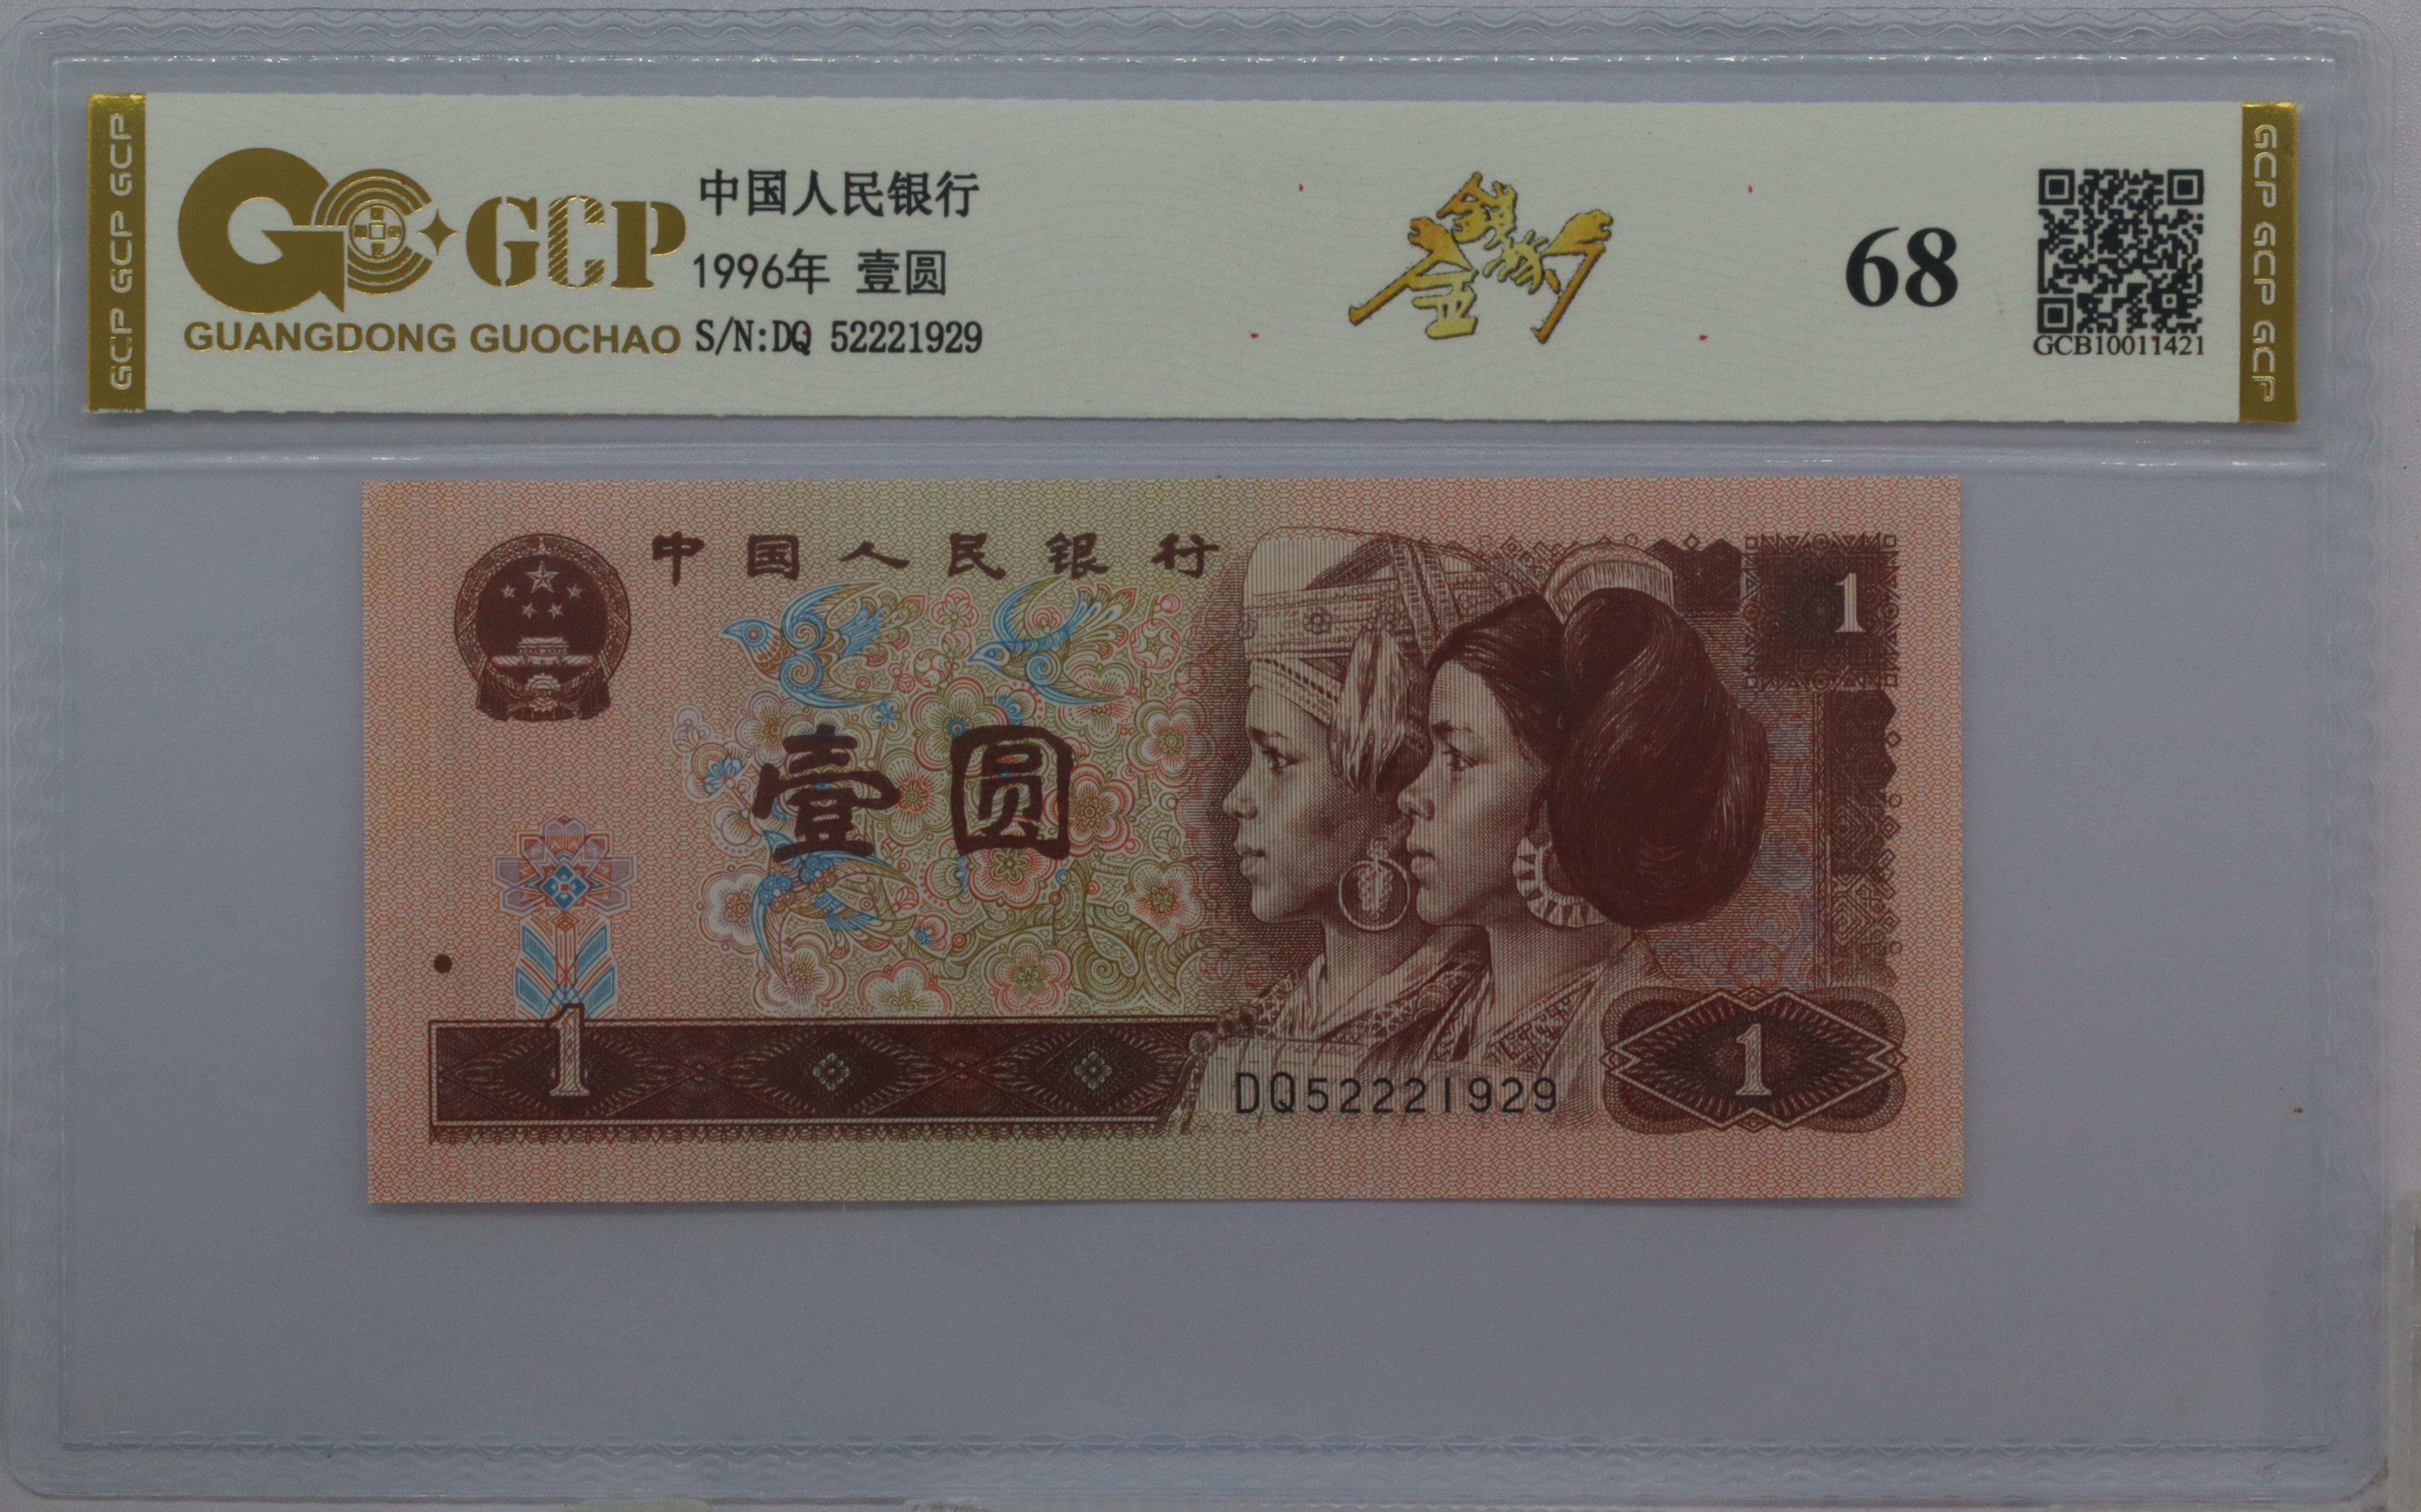 GCP GCP GCP GCP
GCP
GUANGDONG GUOCHAO
中国人民银行
1996年 壹圆
S/N:DQ 52221929
68
GCB10011421
GCP GCP GCP GCP
中国人民银行
1
壹圆
1
DQ52221929
1